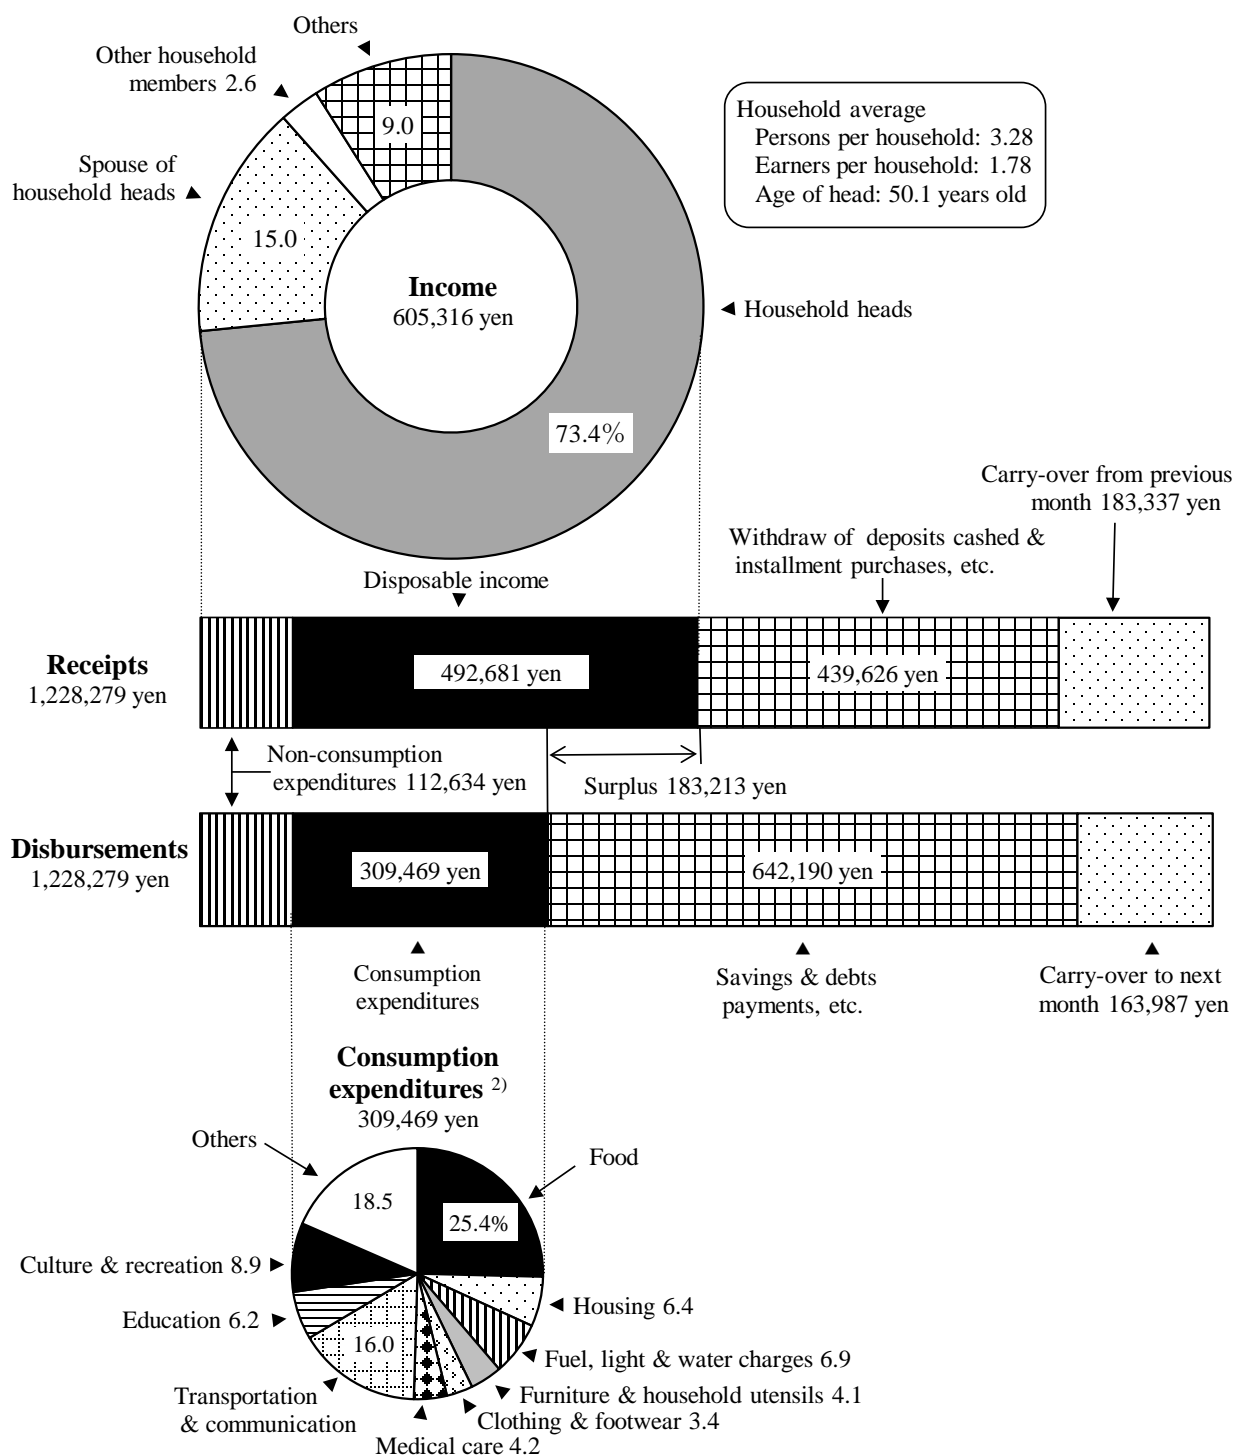 Others
Other household
members 2.6
9.0
Household average
Persons per household: 3.28
Earners per household: 1.78
Age of head: 50.1 years old
Spouse of
household heads
15.0
Income
605,316 yen
Household heads
73.4%
Carry-over from previous
month 183,337 yen
Withdraw of deposits cashed &
installment purchases, etc.
Disposable income
Receipts
1,228,279 yen
492,681 yen
439,626 yen
Non-consumption
expenditures 112,634 yen
Surplus 183,213 yen
Disbursements
1,228,279 yen
309,469 yen
642,190 yen
Consumption
expenditures
Savings & debts
payments, etc.
Carry-over to next
month 163,987 yen
Consumption
expenditures 2)
309,469 yen
Others
Food
18.5
25.4%
Culture & recreation 8.9
Housing 6.4
Education 6.2
16.0
Fuel, light & water charges 6.9
Transportation
& communication
Furniture & household utensils 4.1
Clothing & footwear 3.4
Medical care 4.2